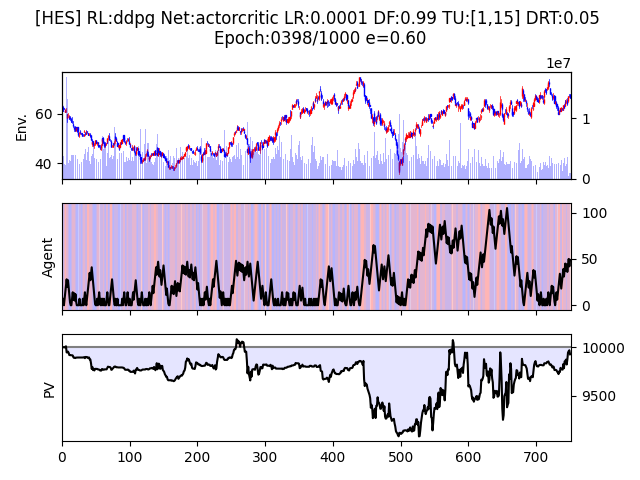 [HES] RL:ddpg Net:actorcritic LR:0.0001 DF:0.99 TU:[1,15] DRT:0.05
Epoch:0398/1000 e=0.60
1e7
Env.
60
40
1
0
Agent
100
50
0
PV
10000
9500
0 100 200 300 400 500 600 700